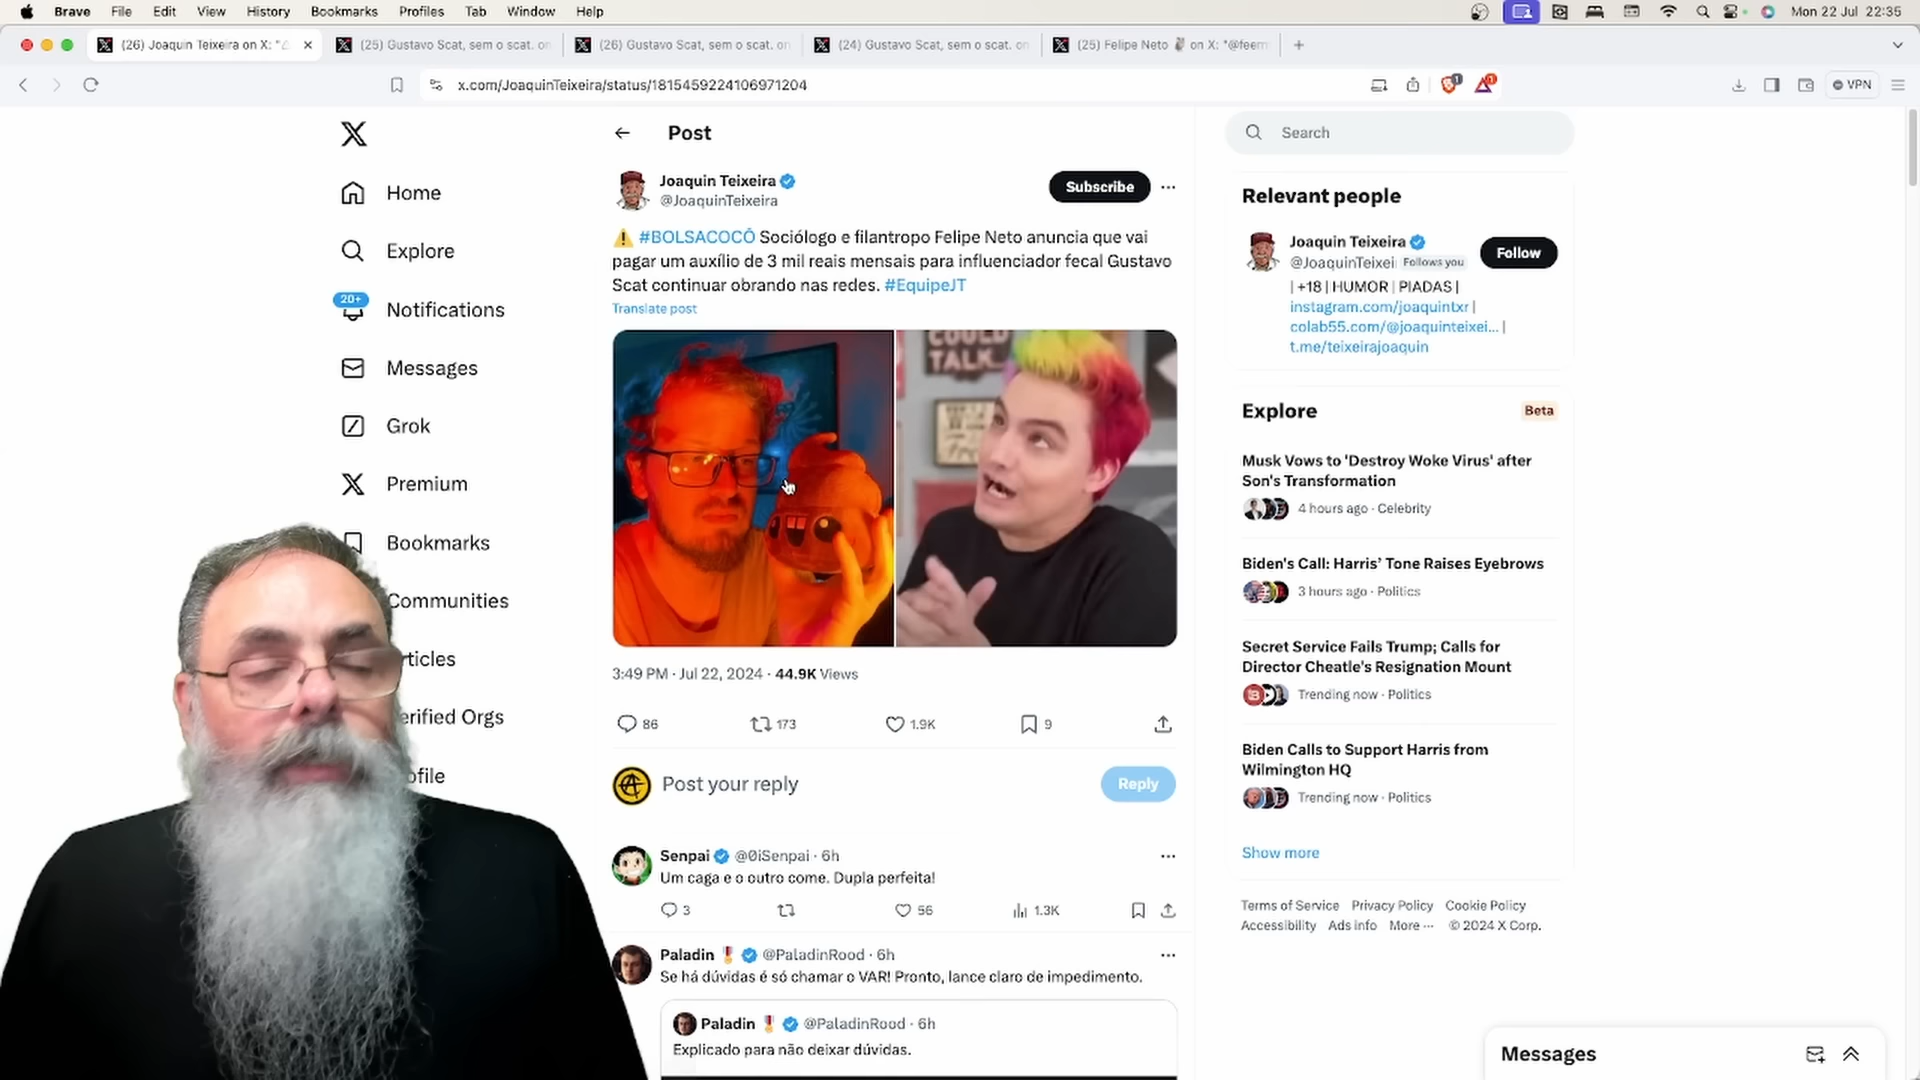 Brave File Edit View History Bookmarks Profiles Tab Window Help
Mon 22 Jul 22:35
(26) Joaquin Teixeira on X: "
(25) Gustavo Scat, sem o scat. on
(26) Gustavo Scat, sem o scat. on
(24) Gustavo Scat, sem o scat. on
(25) Felipe Neto on X: "@feerm
x.com/JoaquinTeixeira/status/1815459224106971204
1
1
VPN
Home
Explore
20+
Notifications
Messages
Grok
Premium
Bookmarks
Communities
rticles
erified Orgs
ofile
Post
Joaquin Teixeira
@JoaquinTeixeira
Subscribe
⚠️ #BOLSACOCÔ Sociólogo e filantropo Felipe Neto anuncia que vai
pagar um auxílio de 3 mil reais mensais para influenciador fecal Gustavo
Scat continuar obrando nas redes. #EquipeJT
Translate post
COULD
TALK..
3:49 PM · Jul 22, 2024 · 44.9K Views
86
173
1.9K
9
Post your reply
Reply
Senpai @0iSenpai · 6h
Um caga e o outro come. Dupla perfeita!
3
56
1.3K
Paladin 🎖️ @PaladinRood · 6h
Se há dúvidas é só chamar o VAR! Pronto, lance claro de impedimento.
Paladin 🎖️ @PaladinRood · 6h
Explicado para não deixar dúvidas.
Search
Relevant people
Joaquin Teixeira
@JoaquinTeixei Follows you
Follow
| +18 | HUMOR | PIADAS |
instagram.com/joaquintxr |
colab55.com/@joaquinteixei... |
t.me/teixeirajoaquin
Explore
Beta
Musk Vows to 'Destroy Woke Virus' after
Son's Transformation
4 hours ago · Celebrity
Biden's Call: Harris’ Tone Raises Eyebrows
3 hours ago · Politics
Secret Service Fails Trump; Calls for
Director Cheatle's Resignation Mount
Trending now · Politics
Biden Calls to Support Harris from
Wilmington HQ
Trending now · Politics
Show more
Terms of Service Privacy Policy Cookie Policy
Accessibility Ads info More ··· © 2024 X Corp.
Messages